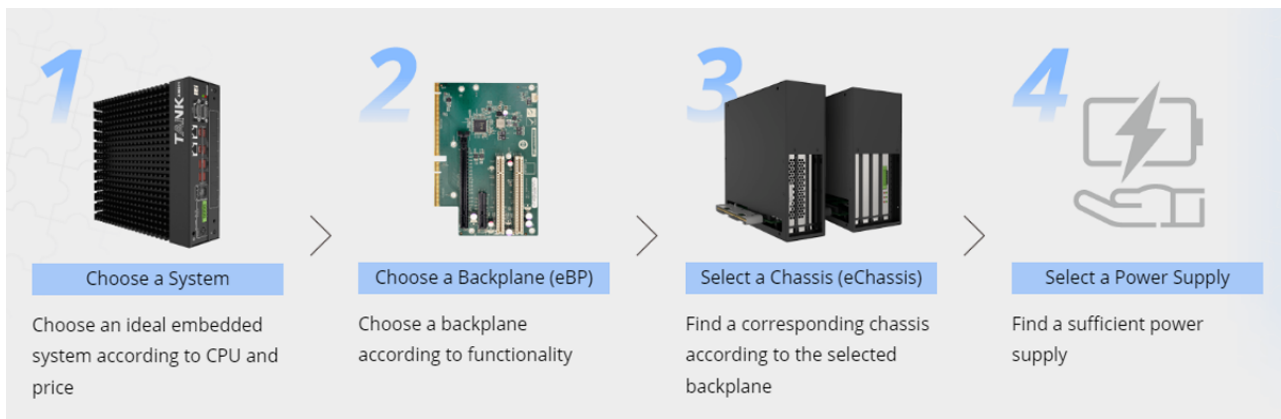 1
TANK
Choose a System
Choose an ideal embedded
system according to CPU and
price
2
Choose a Backplane (eBP)
Choose a backplane
according to functionality
3
Select a Chassis (eChassis)
Find a corresponding chassis
according to the selected
backplane
4
Select a Power Supply
Find a sufficient power
supply